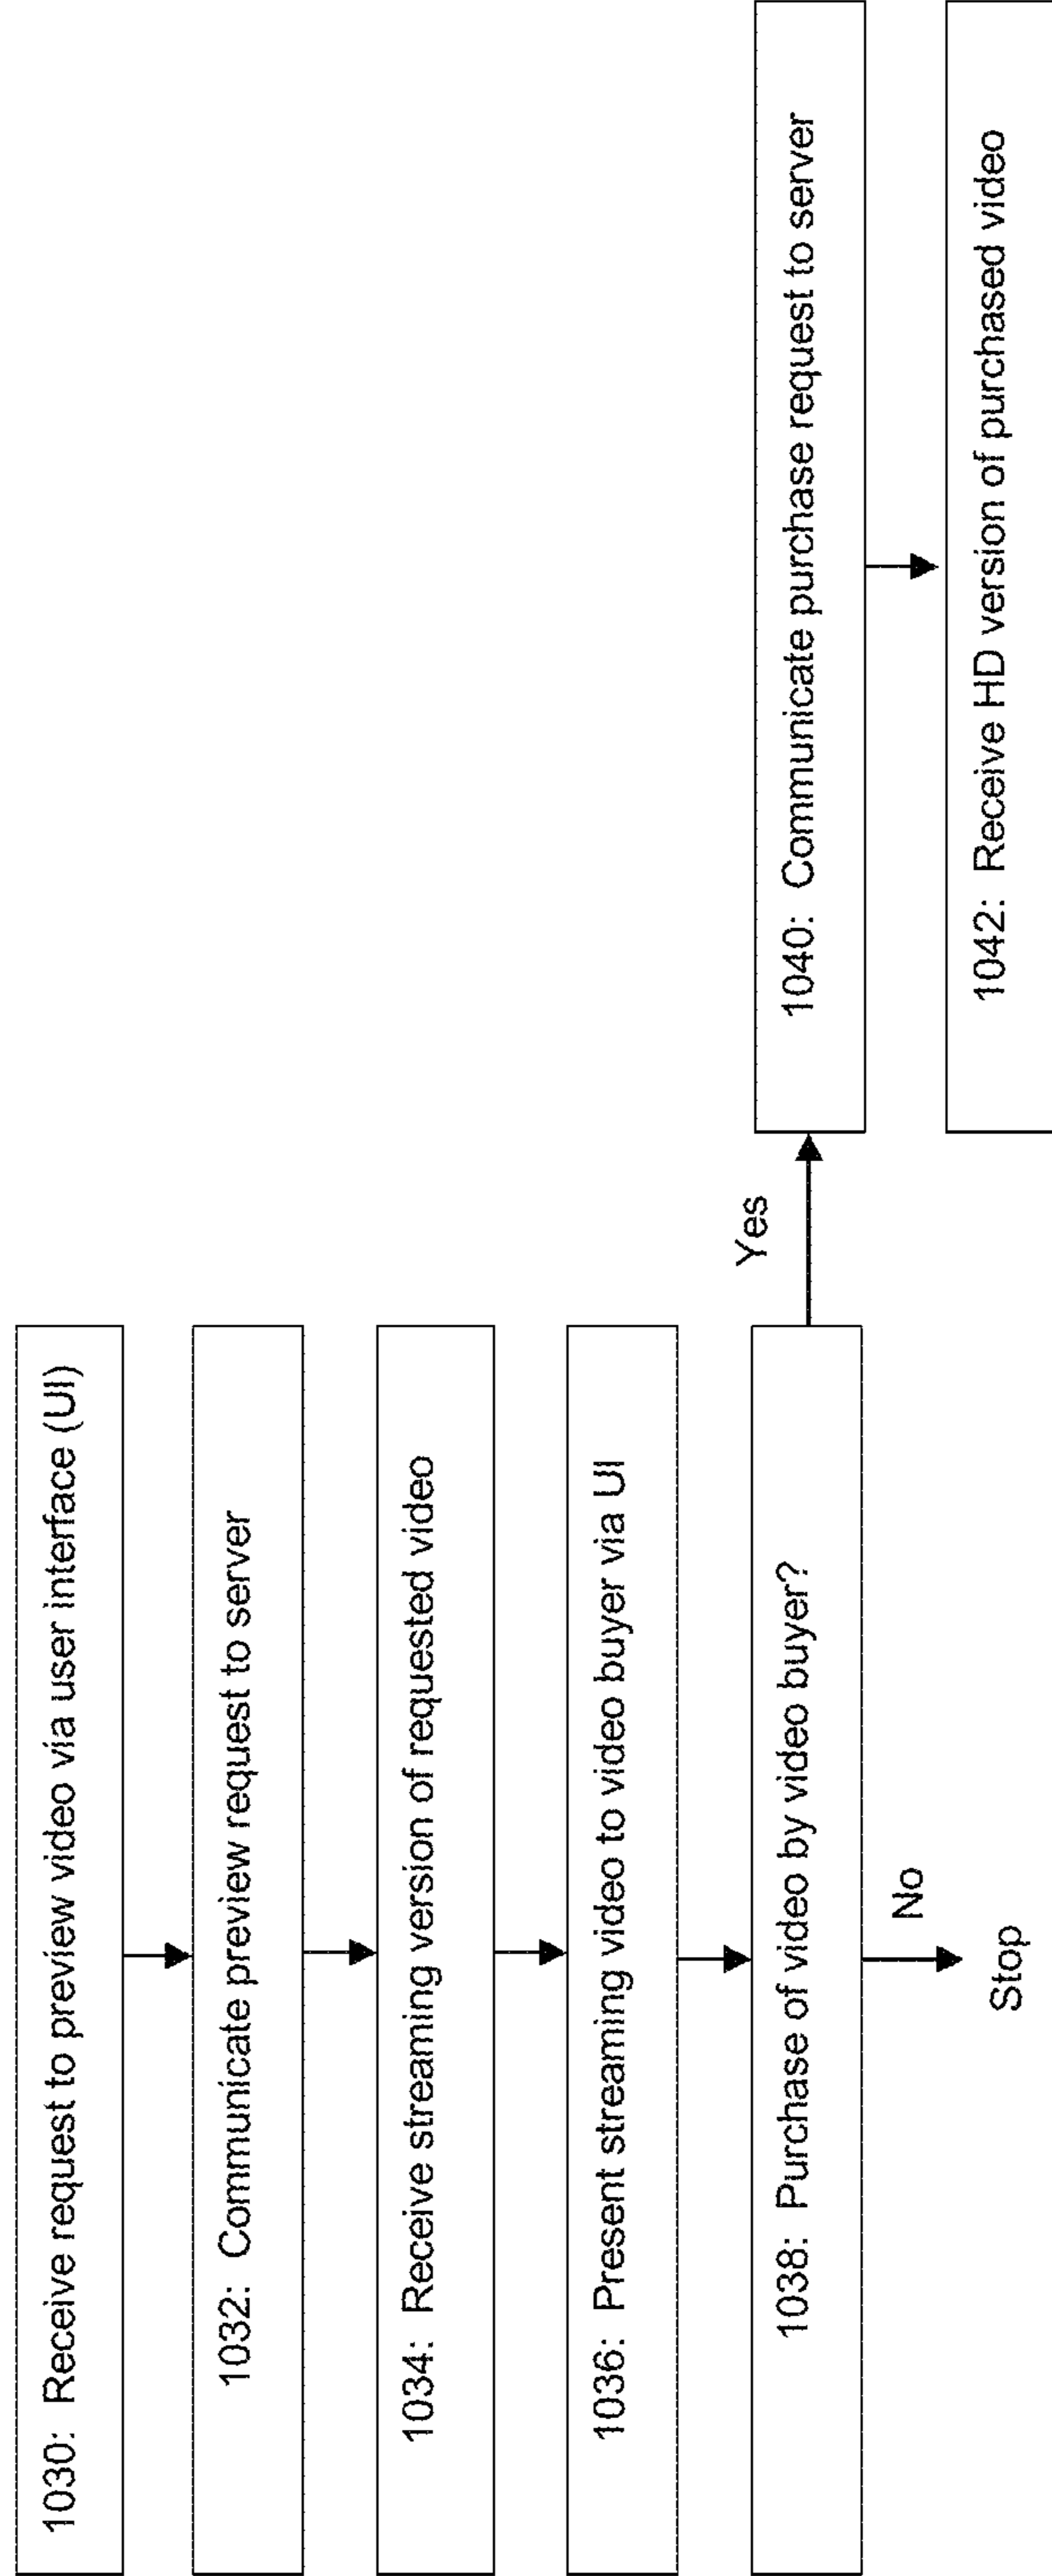 1030: Receive request to preview video via user interface (UI)
1032: Communicate preview request to server
1034: Receive streaming version of requested video
1036: Present streaming video to video buyer via UI
1038: Purchase of video by video buyer?
Yes
No
Stop
1040: Communicate purchase request to server
1042: Receive HD version of purchased video